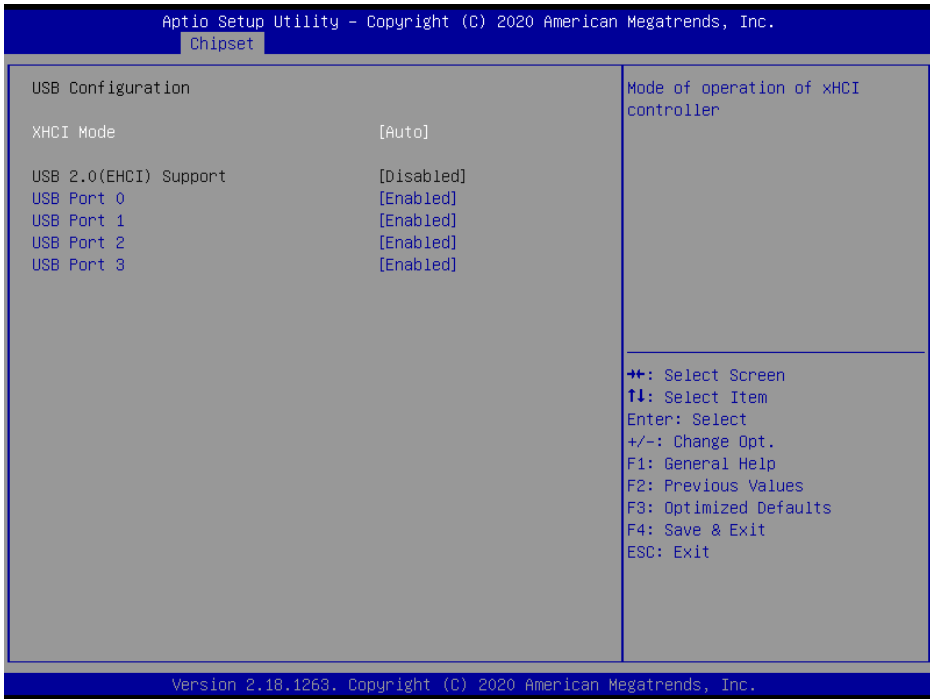 Aptio Setup Utility – Copyright (C) 2020 American Megatrends, Inc.
Chipset
USB Configuration
XHCI Mode [Auto]
USB 2.0(EHCI) Support [Disabled]
USB Port 0 [Enabled]
USB Port 1 [Enabled]
USB Port 2 [Enabled]
USB Port 3 [Enabled]
Mode of operation of xHCI
controller
→←: Select Screen
↑↓: Select Item
Enter: Select
+/-: Change Opt.
F1: General Help
F2: Previous Values
F3: Optimized Defaults
F4: Save & Exit
ESC: Exit
Version 2.18.1263. Copyright (C) 2020 American Megatrends, Inc.